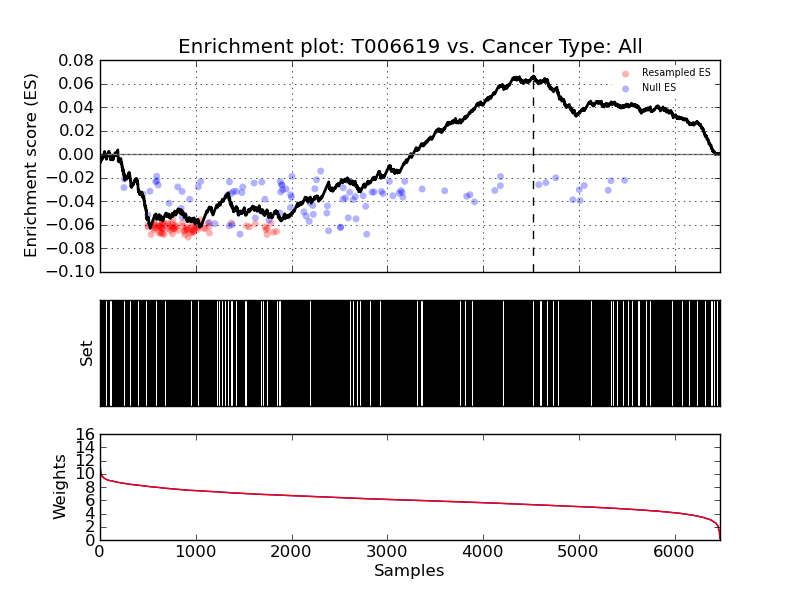 Enrichment plot: T006619 vs. Cancer Type: All
Enrichment score (ES)
0.08
0.06
0.04
0.02
0.00
−0.02
−0.04
−0.06
−0.08
−0.10
Resampled ES
Null ES
Set
Weights
16
14
12
10
8
6
4
2
0
0 1000 2000 3000 4000 5000 6000
Samples